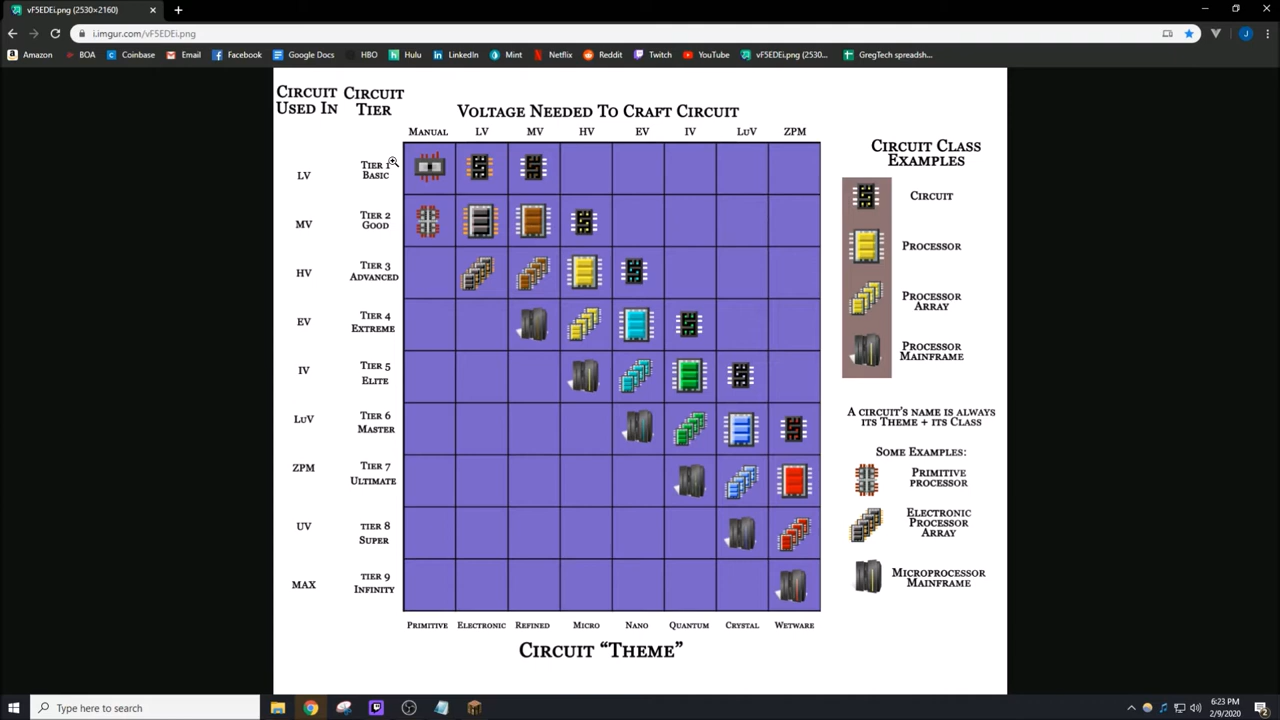 vF5EDEi.png (2530×2160)
i.imgur.com/vF5EDEi.png
Amazon
BOA
Coinbase
Email
Facebook
Google Docs
HBO
Hulu
LinkedIn
Mint
Netflix
Reddit
Twitch
YouTube
vF5EDEi.png (2530...
GregTech spreadsh...
Circuit Used In
Circuit Tier
Voltage Needed To Craft Circuit
Manual LV MV HV EV IV LuV ZPM
LV Tier 1 Basic
MV Tier 2 Good
HV Tier 3 Advanced
EV Tier 4 Extreme
IV Tier 5 Elite
LuV Tier 6 Master
ZPM Tier 7 Ultimate
UV tier 8 Super
MAX tier 9 Infinity
Primitive Electronic Refined Micro Nano Quantum Crystal Wetware
Circuit “Theme”
Circuit Class
Examples
Circuit
Processor
Processor
Array
Processor
Mainframe
A circuit's name is always
its Theme + its Class
Some Examples:
Primitive
processor
Electronic
Processor
Array
Microprocessor
Mainframe
Type here to search
6:23 PM
2/9/2020